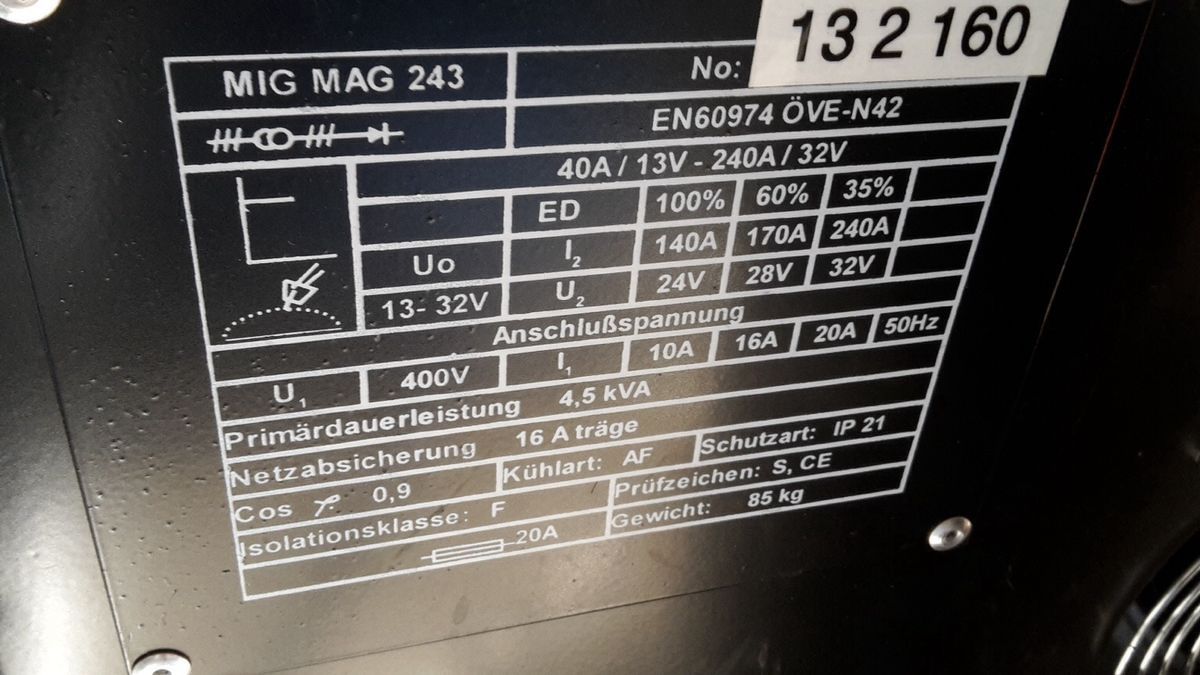 13 2 160
MIG MAG 243 No:
EN60974 ÖVE-N42
40A / 13V - 240A / 32V
ED 100% 60% 35%
Uo I2 140A 170A 240A
13- 32V U2 24V 28V 32V
Anschlußspannung
U1 400V I1 10A 16A 20A 50Hz
Primärdauerleistung 4,5 kVA
Netzabsicherung 16 A träge
Cos 0,9 Kühlart: AF Schutzart: IP 21
Isolationsklasse: F Prüfzeichen: S, CE
20A Gewicht: 85 kg